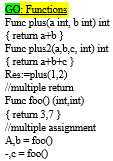 GO: Functions
Func plus(a int, b int) int
{ return a+b }
Func plus2(a,b,c, int) int
{ return a+b+c }
Res:=plus(1,2)
//multiple return
Func foo() (int,int)
{ return 3,7 }
//multiple assignment
A,b = foo()
-,c = foo()